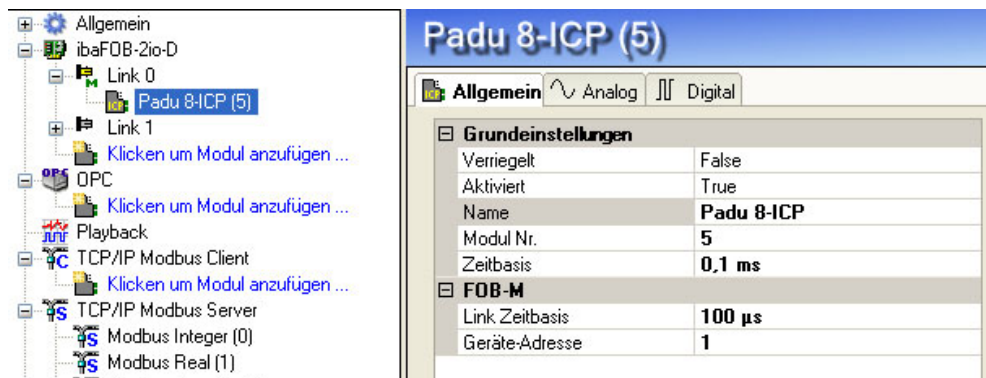 Allgemein
ibaFOB-2io-D
Link 0
Padu 8-ICP (5)
Link 1
Klicken um Modul anzufügen ...
OPC
Klicken um Modul anzufügen ...
Playback
TCP/IP Modbus Client
Klicken um Modul anzufügen ...
TCP/IP Modbus Server
Modbus Integer (0)
Modbus Real (1)
Padu 8-ICP (5)
Allgemein Analog Digital
Grundeinstellungen
Verriegelt False
Aktiviert True
Name Padu 8-ICP
Modul Nr. 5
Zeitbasis 0,1 ms
FOB-M
Link Zeitbasis 100 µs
Geräte-Adresse 1